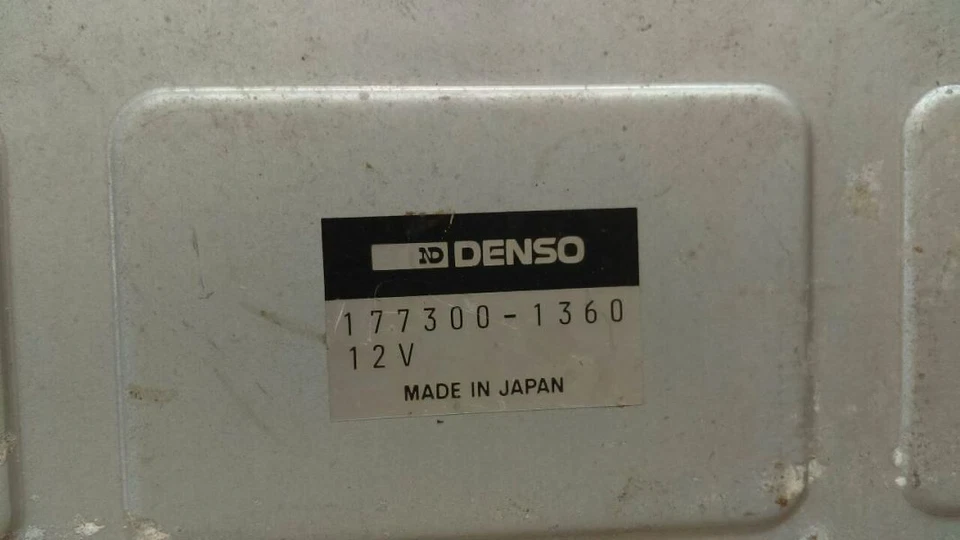 ND DENSO
177300-1360
12V
MADE IN JAPAN